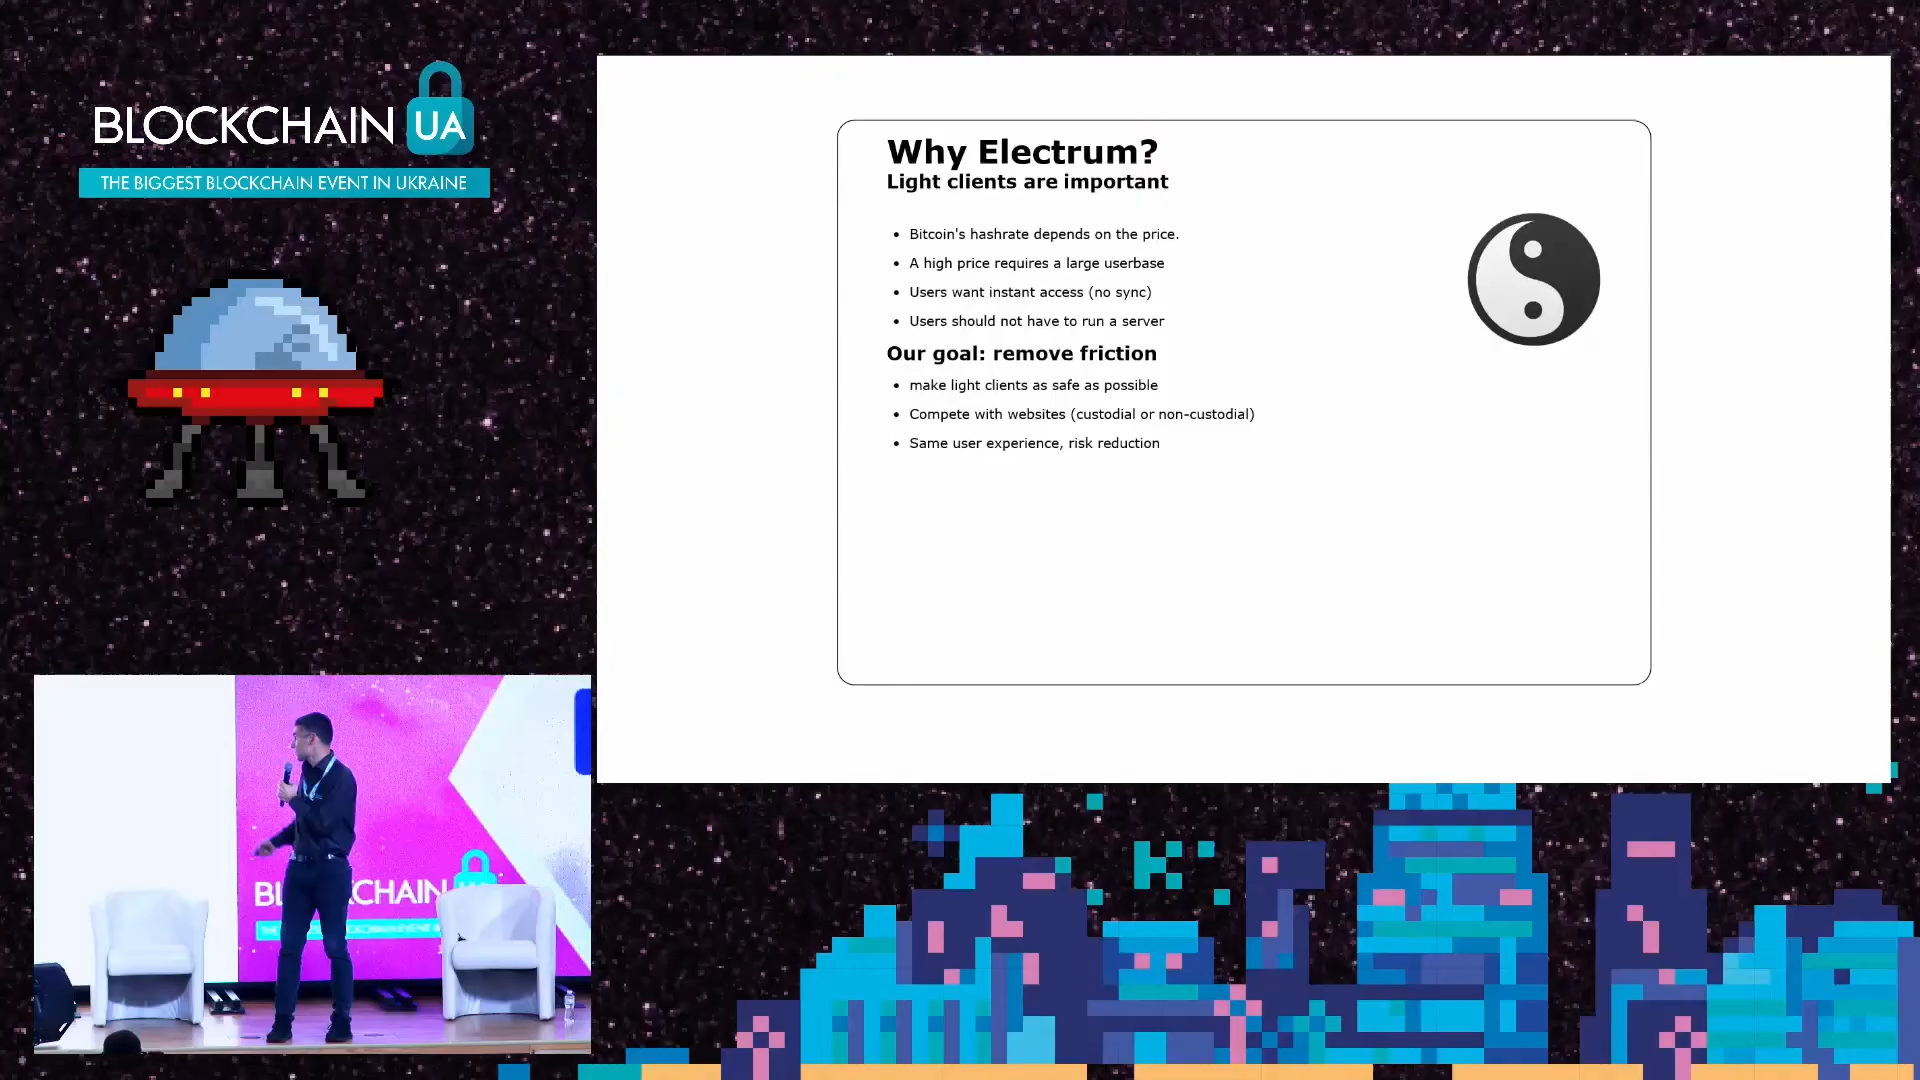 BLOCKCHAIN UA
THE BIGGEST BLOCKCHAIN EVENT IN UKRAINE
Why Electrum?
Light clients are important
• Bitcoin's hashrate depends on the price.
• A high price requires a large userbase
• Users want instant access (no sync)
• Users should not have to run a server
Our goal: remove friction
• make light clients as safe as possible
• Compete with websites (custodial or non-custodial)
• Same user experience, risk reduction